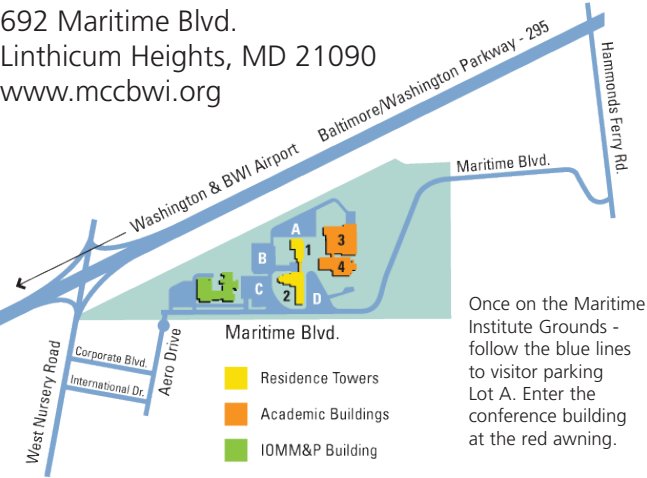 692 Maritime Blvd.
Linthicum Heights, MD 21090
www.mccbwi.org
Baltimore/Washington Parkway - 295
Hammonds Ferry Rd.
Washington & BWI Airport
Maritime Blvd.
A
1
3
B
4
C
2
D
Maritime Blvd.
West Nursery Road
Corporate Blvd.
International Dr.
Aero Drive
Residence Towers
Academic Buildings
IOMM&P Building
Once on the Maritime
Institute Grounds -
follow the blue lines
to visitor parking
Lot A. Enter the
conference building
at the red awning.